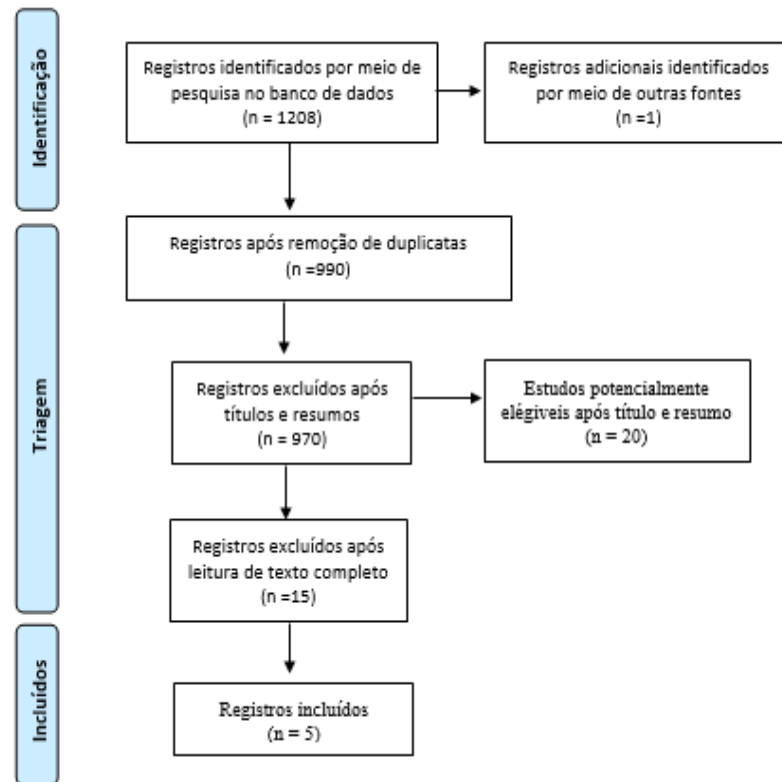 Identificação
Registros identificados por meio de
pesquisa no banco de dados
(n = 1208)
Registros adicionais identificados
por meio de outras fontes
(n =1)
Triagem
Registros após remoção de duplicatas
(n =990)
Registros excluídos após
títulos e resumos
(n = 970)
Estudos potencialmente
elégiveis após título e resumo
(n = 20)
Registros excluídos após
leitura de texto completo
(n =15)
Incluídos
Registros incluídos
(n = 5)